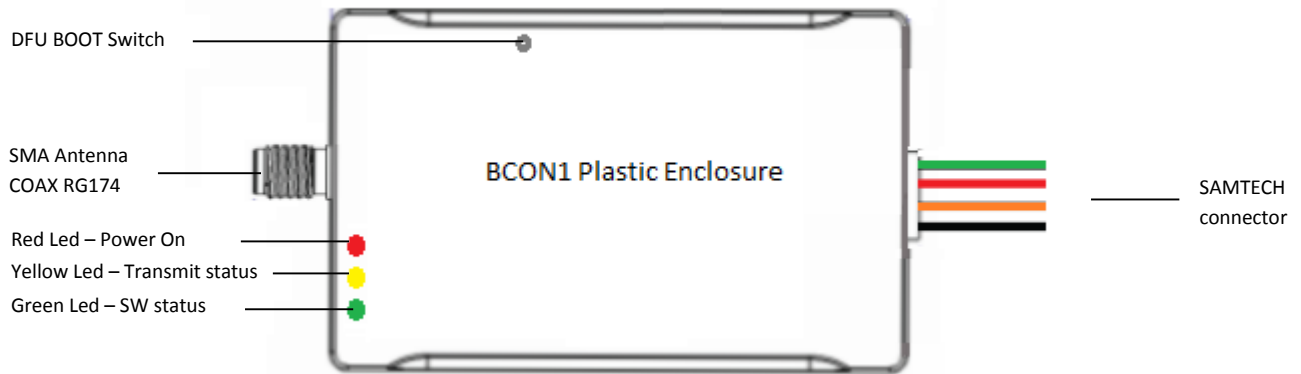 DFU BOOT Switch
SMA Antenna
COAX RG174
Red Led – Power On
Yellow Led – Transmit status
Green Led – SW status
BCON1 Plastic Enclosure
SAMTECH
connector